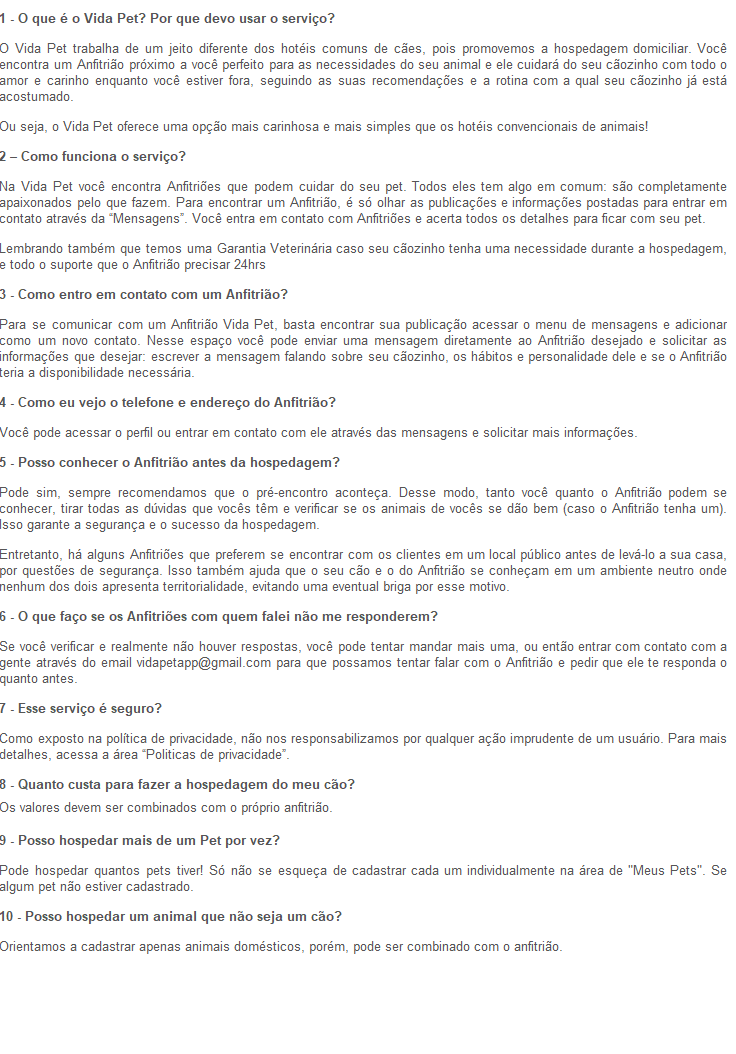 1 - O que é o Vida Pet? Por que devo usar o serviço?
O Vida Pet trabalha de um jeito diferente dos hotéis comuns de cães, pois promovemos a hospedagem domiciliar. Você
encontra um Anfitrião próximo a você perfeito para as necessidades do seu animal e ele cuidará do seu cãozinho com todo o
amor e carinho enquanto você estiver fora, seguindo as suas recomendações e a rotina com a qual seu cãozinho já está
acostumado.
Ou seja, o Vida Pet oferece uma opção mais carinhosa e mais simples que os hotéis convencionais de animais!
2 – Como funciona o serviço?
Na Vida Pet você encontra Anfitriões que podem cuidar do seu pet. Todos eles tem algo em comum: são completamente
apaixonados pelo que fazem. Para encontrar um Anfitrião, é só olhar as publicações e informações postadas para entrar em
contato através da “Mensagens”. Você entra em contato com Anfitriões e acerta todos os detalhes para ficar com seu pet.
Lembrando também que temos uma Garantia Veterinária caso seu cãozinho tenha uma necessidade durante a hospedagem,
e todo o suporte que o Anfitrião precisar 24hrs
3 - Como entro em contato com um Anfitrião?
Para se comunicar com um Anfitrião Vida Pet, basta encontrar sua publicação acessar o menu de mensagens e adicionar
como um novo contato. Nesse espaço você pode enviar uma mensagem diretamente ao Anfitrião desejado e solicitar as
informações que desejar: escrever a mensagem falando sobre seu cãozinho, os hábitos e personalidade dele e se o Anfitrião
teria a disponibilidade necessária.
4 - Como eu vejo o telefone e endereço do Anfitrião?
Você pode acessar o perfil ou entrar em contato com ele através das mensagens e solicitar mais informações.
5 - Posso conhecer o Anfitrião antes da hospedagem?
Pode sim, sempre recomendamos que o pré-encontro aconteça. Desse modo, tanto você quanto o Anfitrião podem se
conhecer, tirar todas as dúvidas que vocês têm e verificar se os animais de vocês se dão bem (caso o Anfitrião tenha um).
Isso garante a segurança e o sucesso da hospedagem.
Entretanto, há alguns Anfitriões que preferem se encontrar com os clientes em um local público antes de levá-lo a sua casa,
por questões de segurança. Isso também ajuda que o seu cão e o do Anfitrião se conheçam em um ambiente neutro onde
nenhum dos dois apresenta territorialidade, evitando uma eventual briga por esse motivo.
6 - O que faço se os Anfitriões com quem falei não me responderem?
Se você verificar e realmente não houver respostas, você pode tentar mandar mais uma, ou então entrar com contato com a
gente através do email vidapetapp@gmail.com para que possamos tentar falar com o Anfitrião e pedir que ele te responda o
quanto antes.
7 - Esse serviço é seguro?
Como exposto na política de privacidade, não nos responsabilizamos por qualquer ação imprudente de um usuário. Para mais
detalhes, acessa a área “Politicas de privacidade”.
8 - Quanto custa para fazer a hospedagem do meu cão?
Os valores devem ser combinados com o próprio anfitrião.
9 - Posso hospedar mais de um Pet por vez?
Pode hospedar quantos pets tiver! Só não se esqueça de cadastrar cada um individualmente na área de "Meus Pets". Se
algum pet não estiver cadastrado.
10 - Posso hospedar um animal que não seja um cão?
Orientamos a cadastrar apenas animais domésticos, porém, pode ser combinado com o anfitrião.